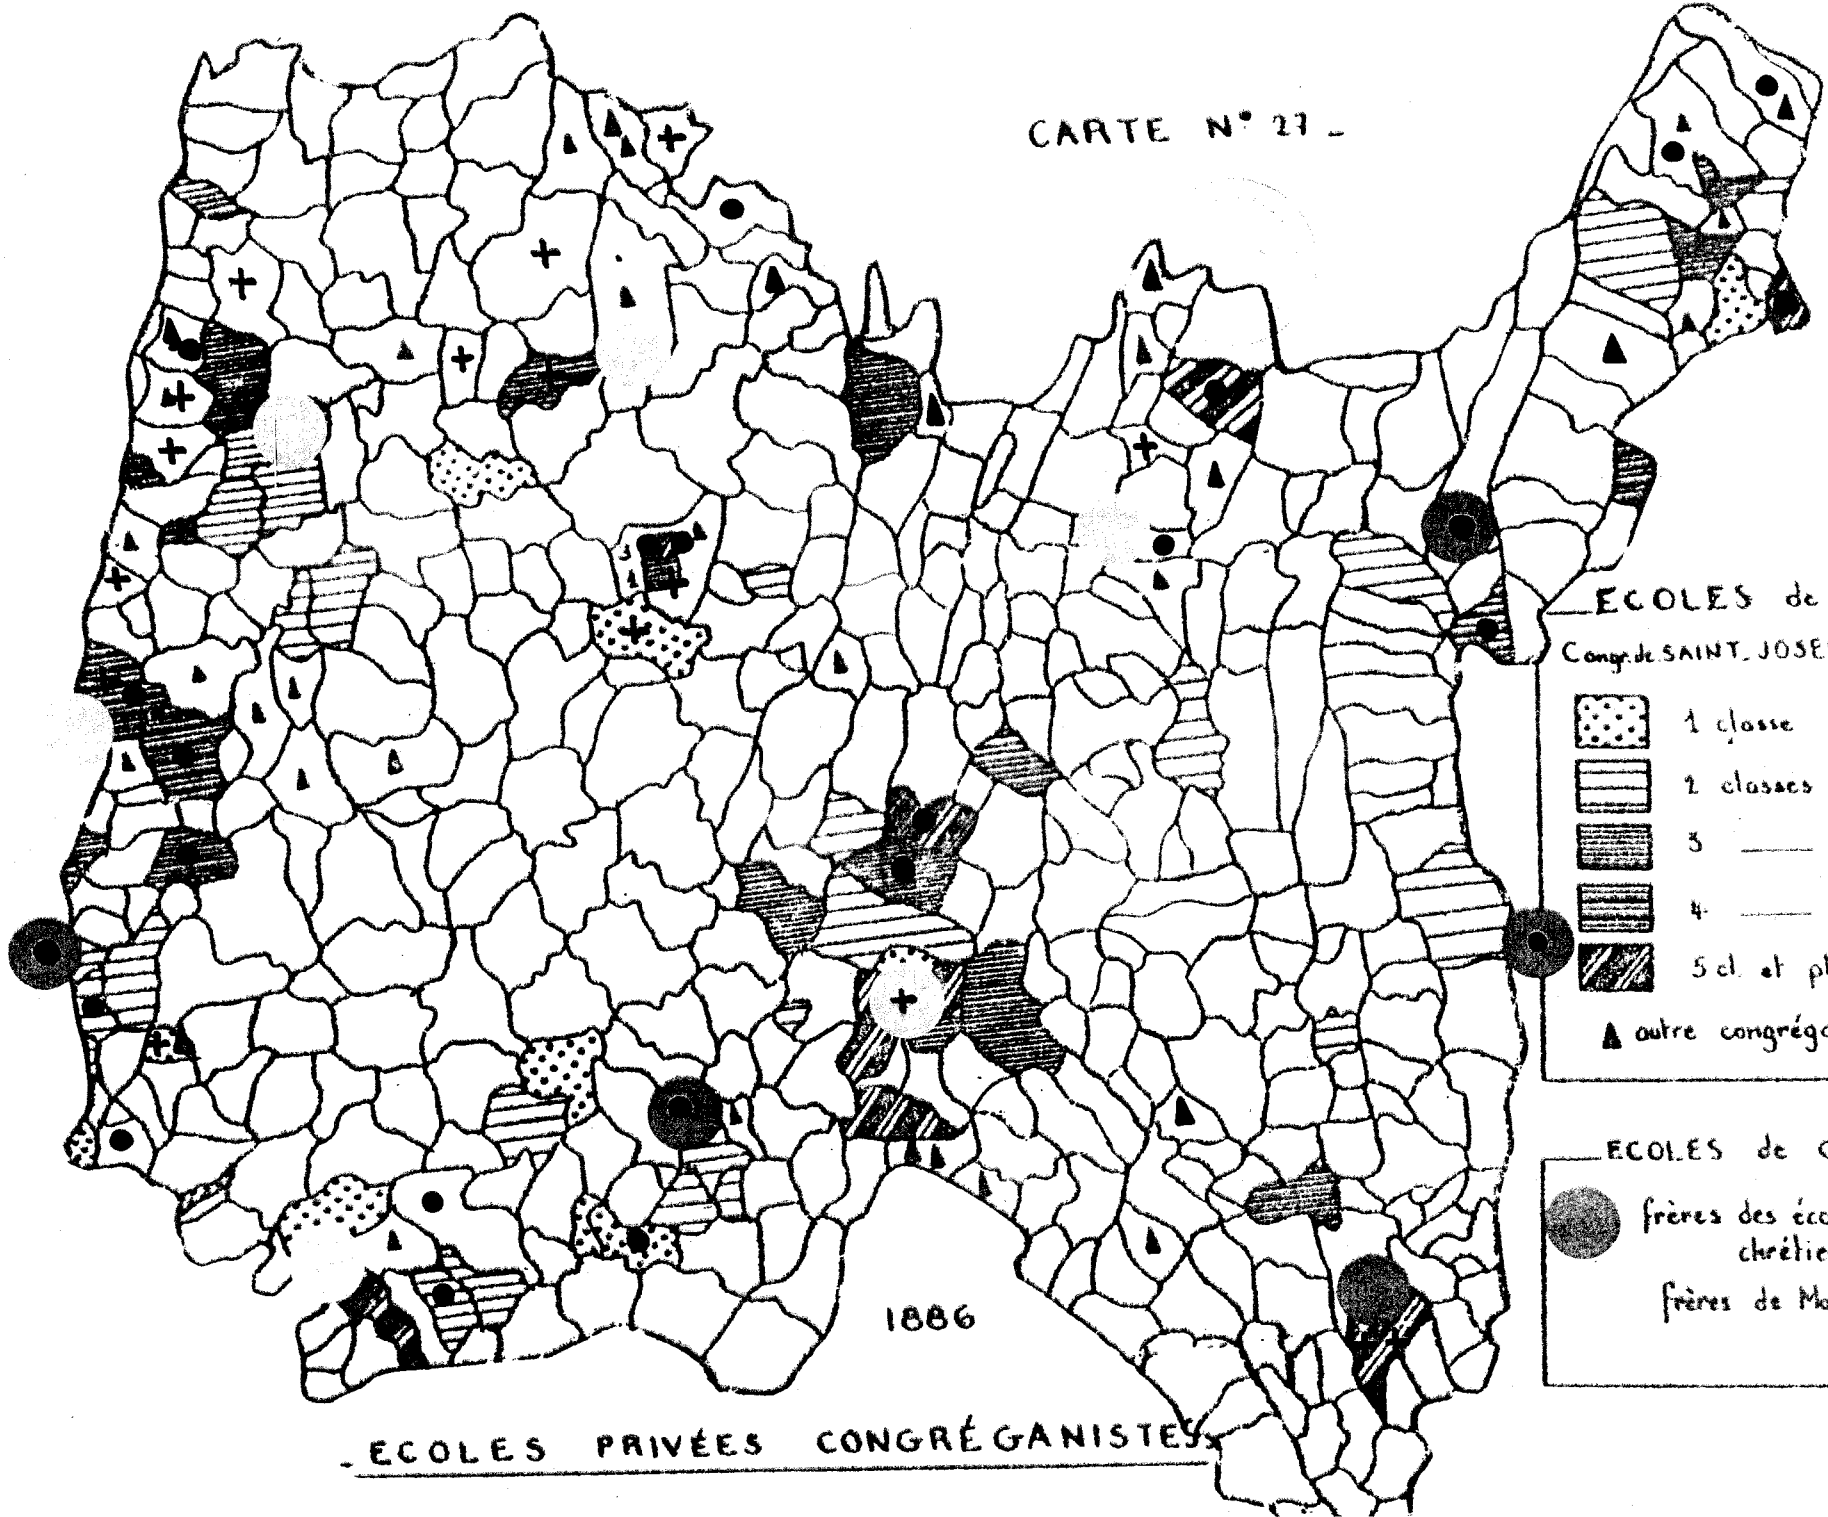 CARTE N° 27 -
ECOLES de
Congr. de SAINT-JOSE
1 classe
2 classes
3 ——
4 ——
5 cl. et pl
autre congréga
ECOLES de G
frères des éco
chrétie
frères de Ma
1886
- ECOLES PRIVÉES CONGRÉGANISTES